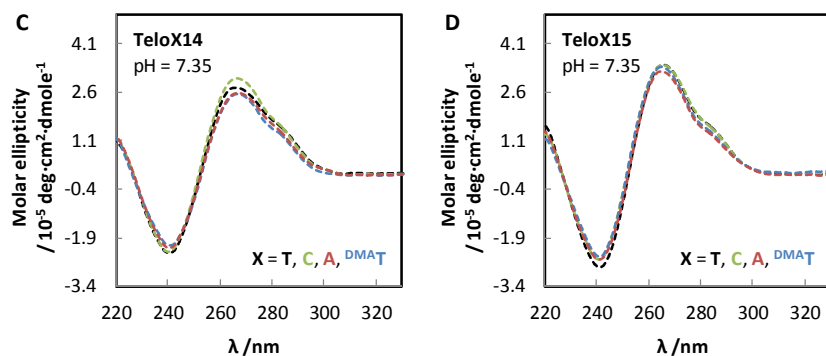 C
TeloX14
pH = 7.35
Molar ellipticity
/ 10⁻⁵ deg·cm²·dmole⁻¹
4.1
2.6
1.1
-0.4
-1.9
-3.4
X = T, C, A, ᴰᴹᴬT
220 240 260 280 300 320
λ /nm
D
TeloX15
pH = 7.35
Molar ellipticity
/ 10⁻⁵ deg·cm²·dmole⁻¹
4.1
2.6
1.1
-0.4
-1.9
-3.4
X = T, C, A, ᴰᴹᴬT
220 240 260 280 300 320
λ /nm